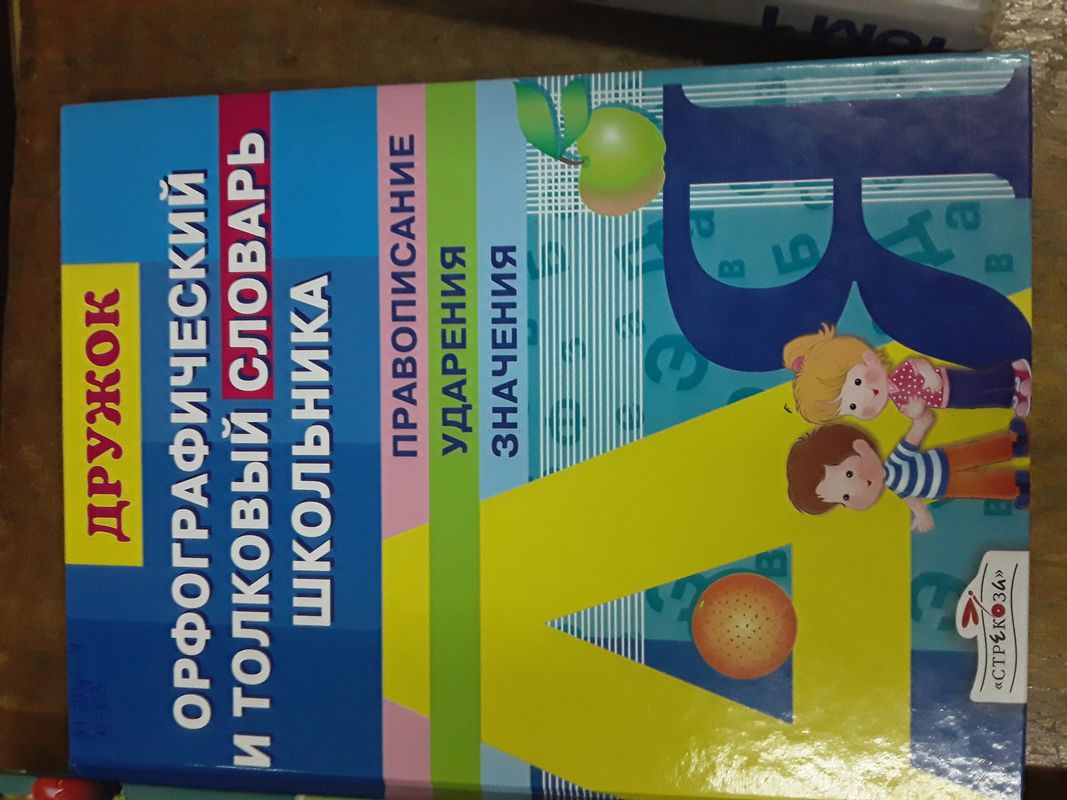 ДРУЖОК
ОРФОГРАФИЧЕСКИЙ
И ТОЛКОВЫЙ СЛОВАРЬ
ШКОЛЬНИКА
ПРАВОПИСАНИЕ
УДАРЕНИЯ
ЗНАЧЕНИЯ
А Я
«СТРЕКОЗА»